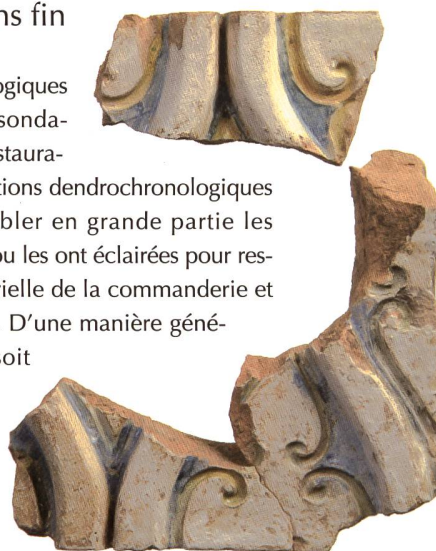 ns fin
ogiques
sonda-
staura-
tions dendrochronologiques
bler en grande partie les
ou les ont éclairées pour res-
rielle de la commanderie et
D'une manière géné-
soit